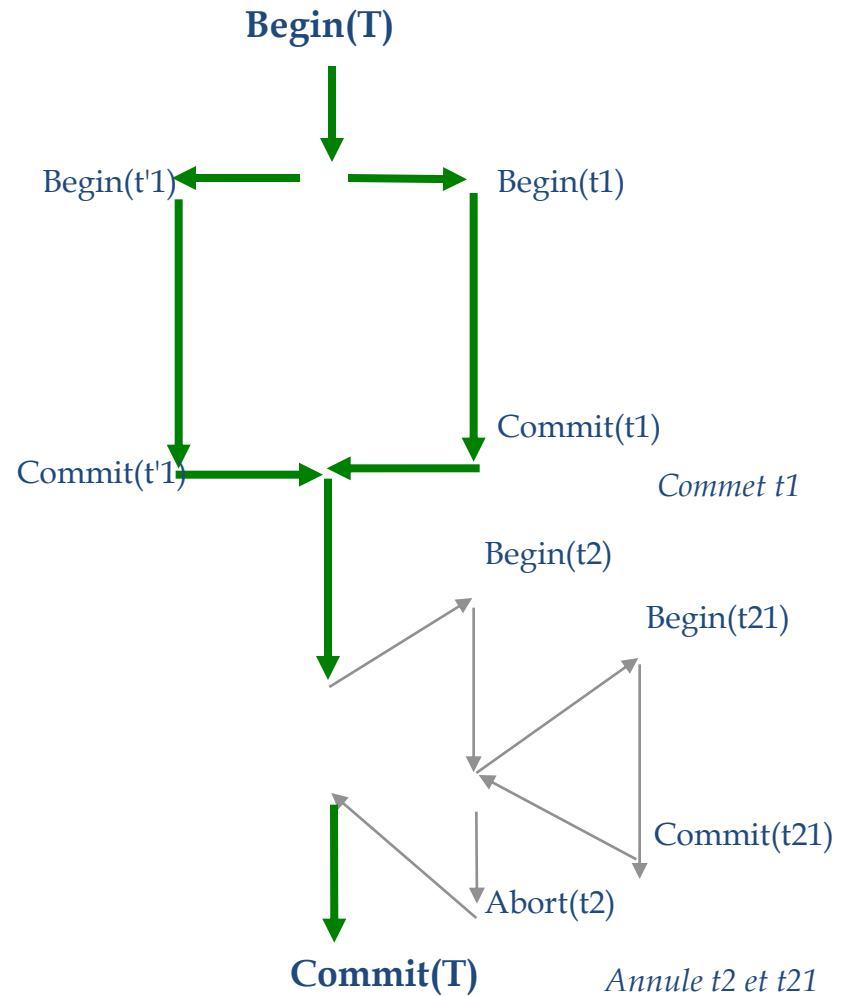 Begin(T)
Begin(t'1)
Begin(t1)
Commit(t1)
Commit(t'1)
Commet t1
Begin(t2)
Begin(t21)
Commit(t21)
Abort(t2)
Commit(T)
Annule t2 et t21